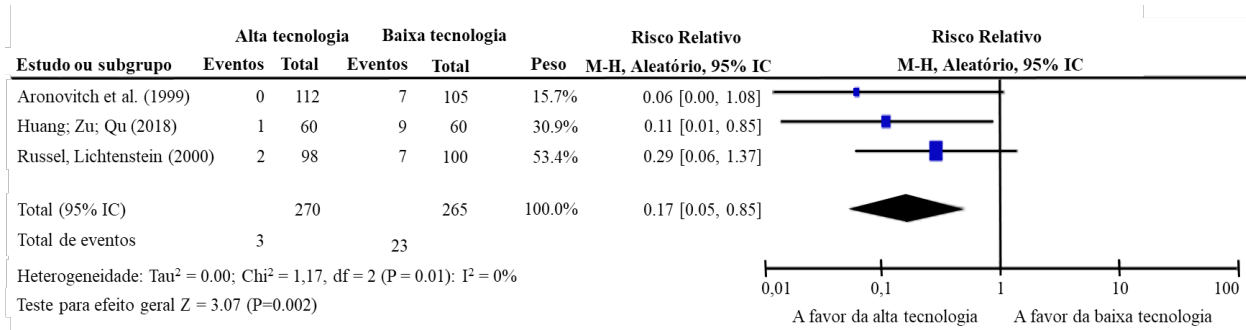 Alta tecnologia Baixa tecnologia Risco Relativo Risco Relativo
Estudo ou subgrupo Eventos Total Eventos Total Peso M-H, Aleatório, 95% IC M-H, Aleatório, 95% IC
Aronovitch et al. (1999) 0 112 7 105 15.7% 0.06 [0.00, 1.08]
Huang; Zu; Qu (2018) 1 60 9 60 30.9% 0.11 [0.01, 0.85]
Russel, Lichtenstein (2000) 2 98 7 100 53.4% 0.29 [0.06, 1.37]
Total (95% IC) 270 265 100.0% 0.17 [0.05, 0.85]
Total de eventos 3 23
Heterogeneidade: Tau² = 0.00; Chi² = 1,17, df = 2 (P = 0.01): I² = 0%
Teste para efeito geral Z = 3.07 (P=0.002)
0,01 0,1 1 10 100
A favor da alta tecnologia A favor da baixa tecnologia